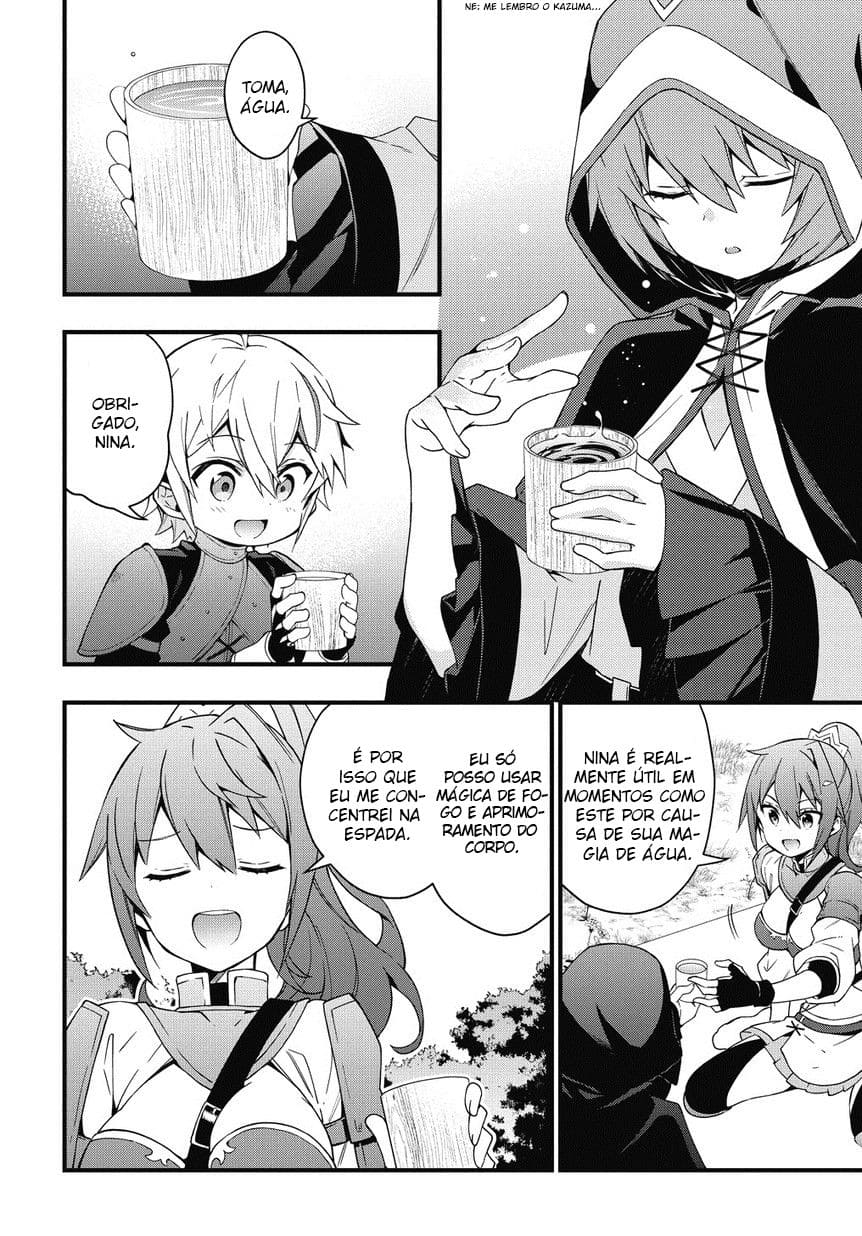 NE: ME LEMBRO O KAZUMA...
TOMA,
ÁGUA.
OBRI-
GADO,
NINA.
NINA É REAL-
MENTE ÚTIL EM
MOMENTOS COMO
ESTE POR CAU-
SA DE SUA MA-
GIA DE ÁGUA.
EU SÓ
POSSO USAR
MÁGICA DE FO-
GO E APRIMO-
RAMENTO DO
CORPO.
É POR
ISSO QUE
EU ME CON-
CENTREI NA
ESPADA.